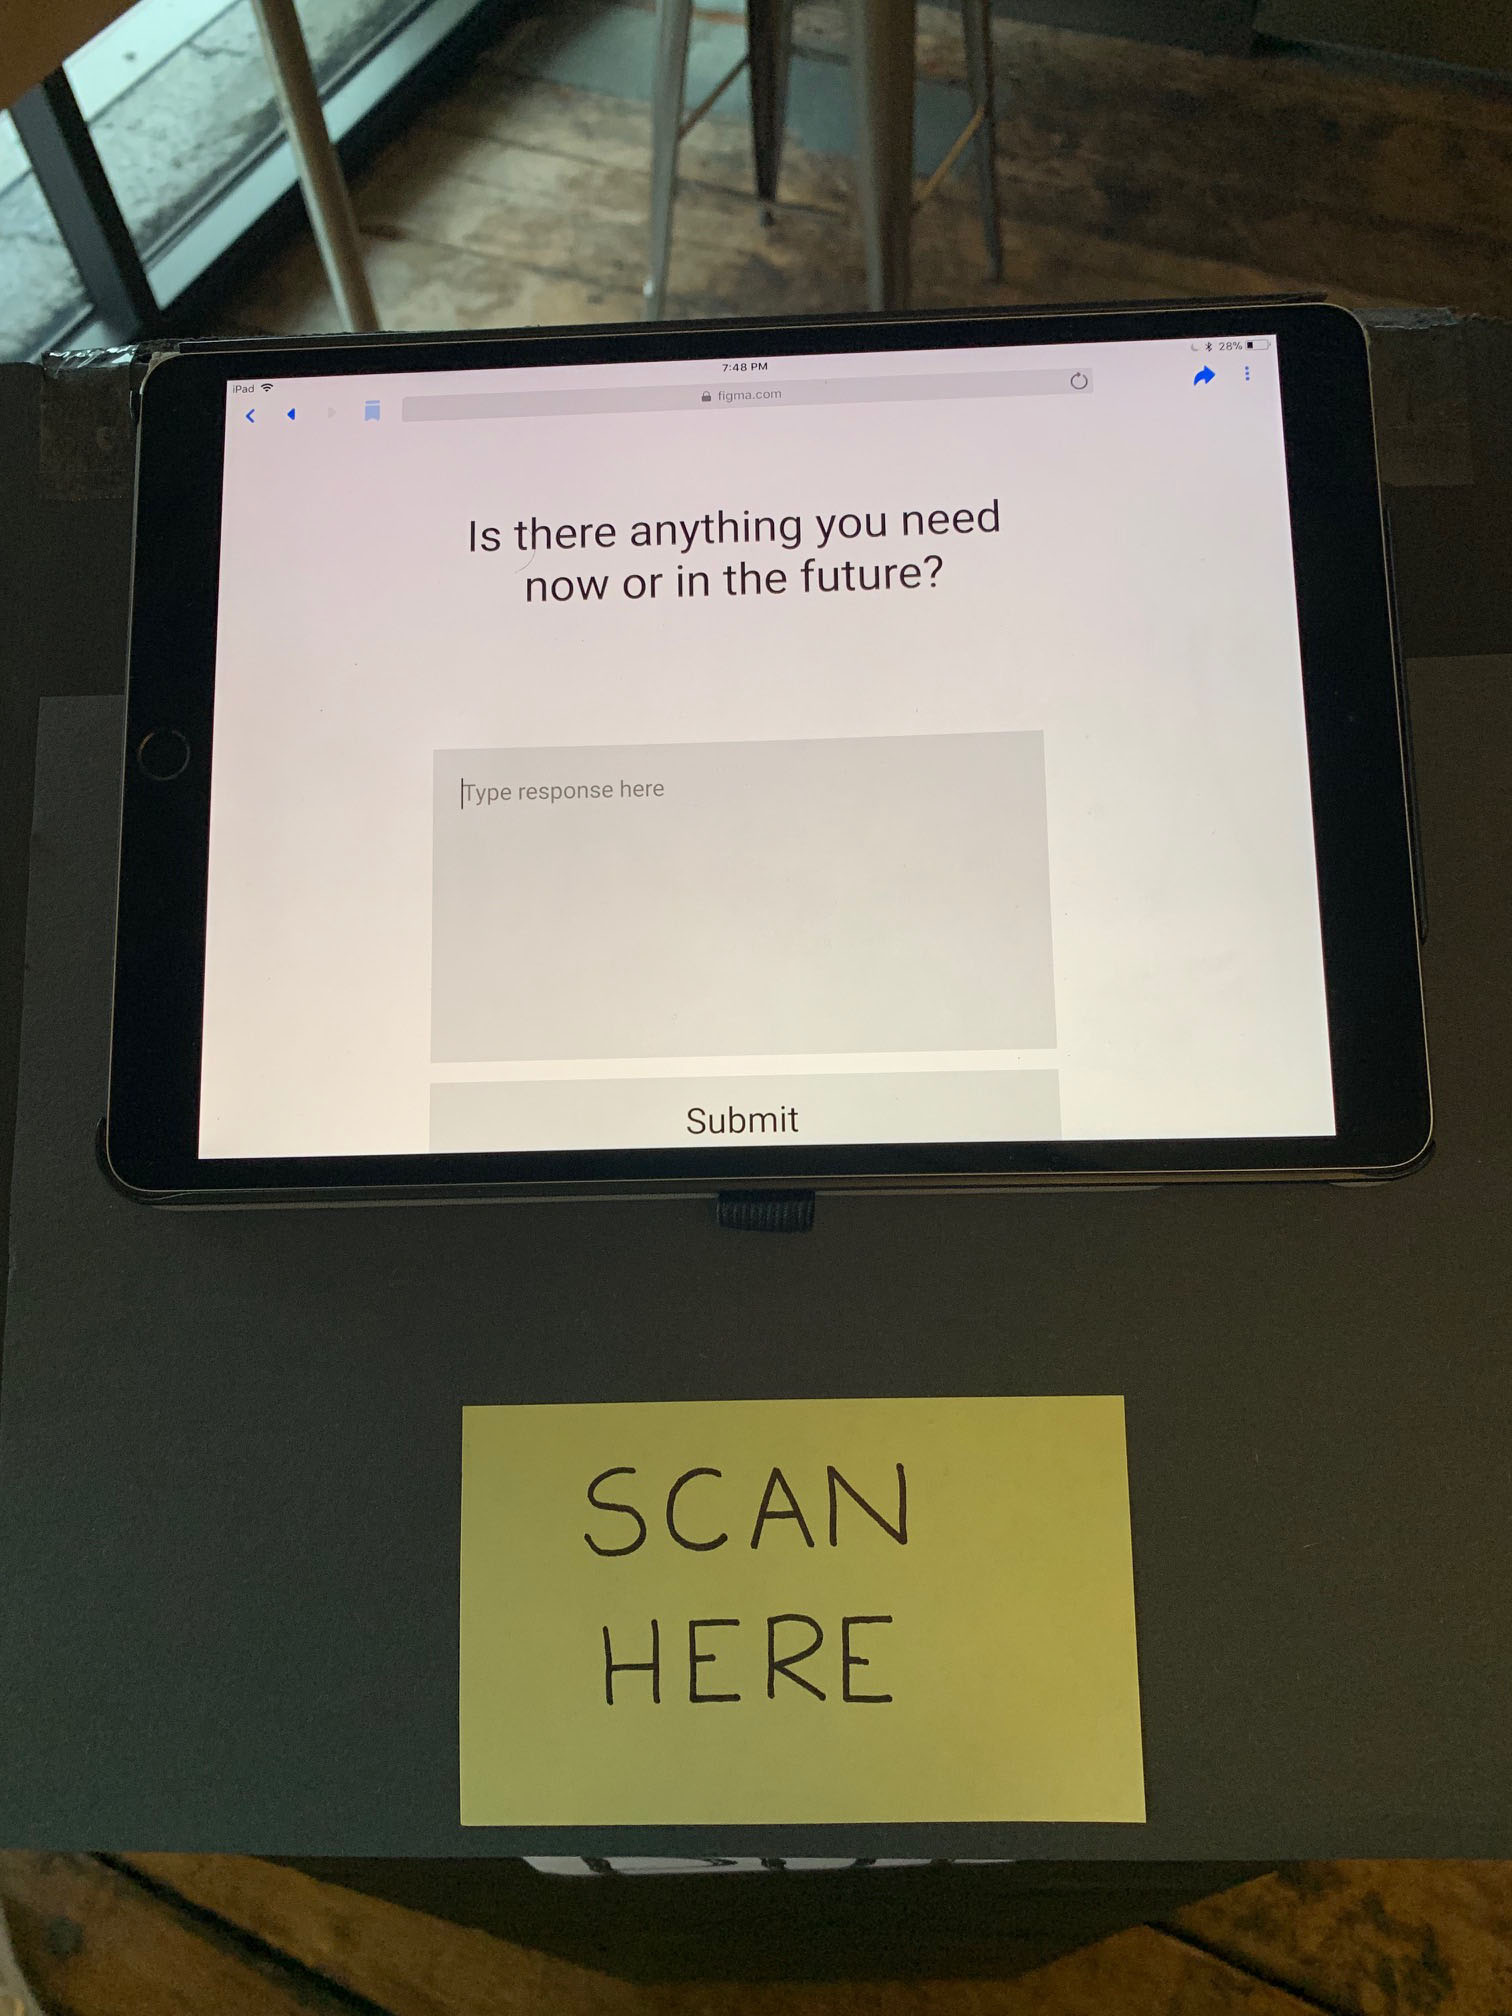 iPad
7:48 PM
28%
figma.com
Is there anything you need
now or in the future?
Type response here
Submit
SCAN
HERE